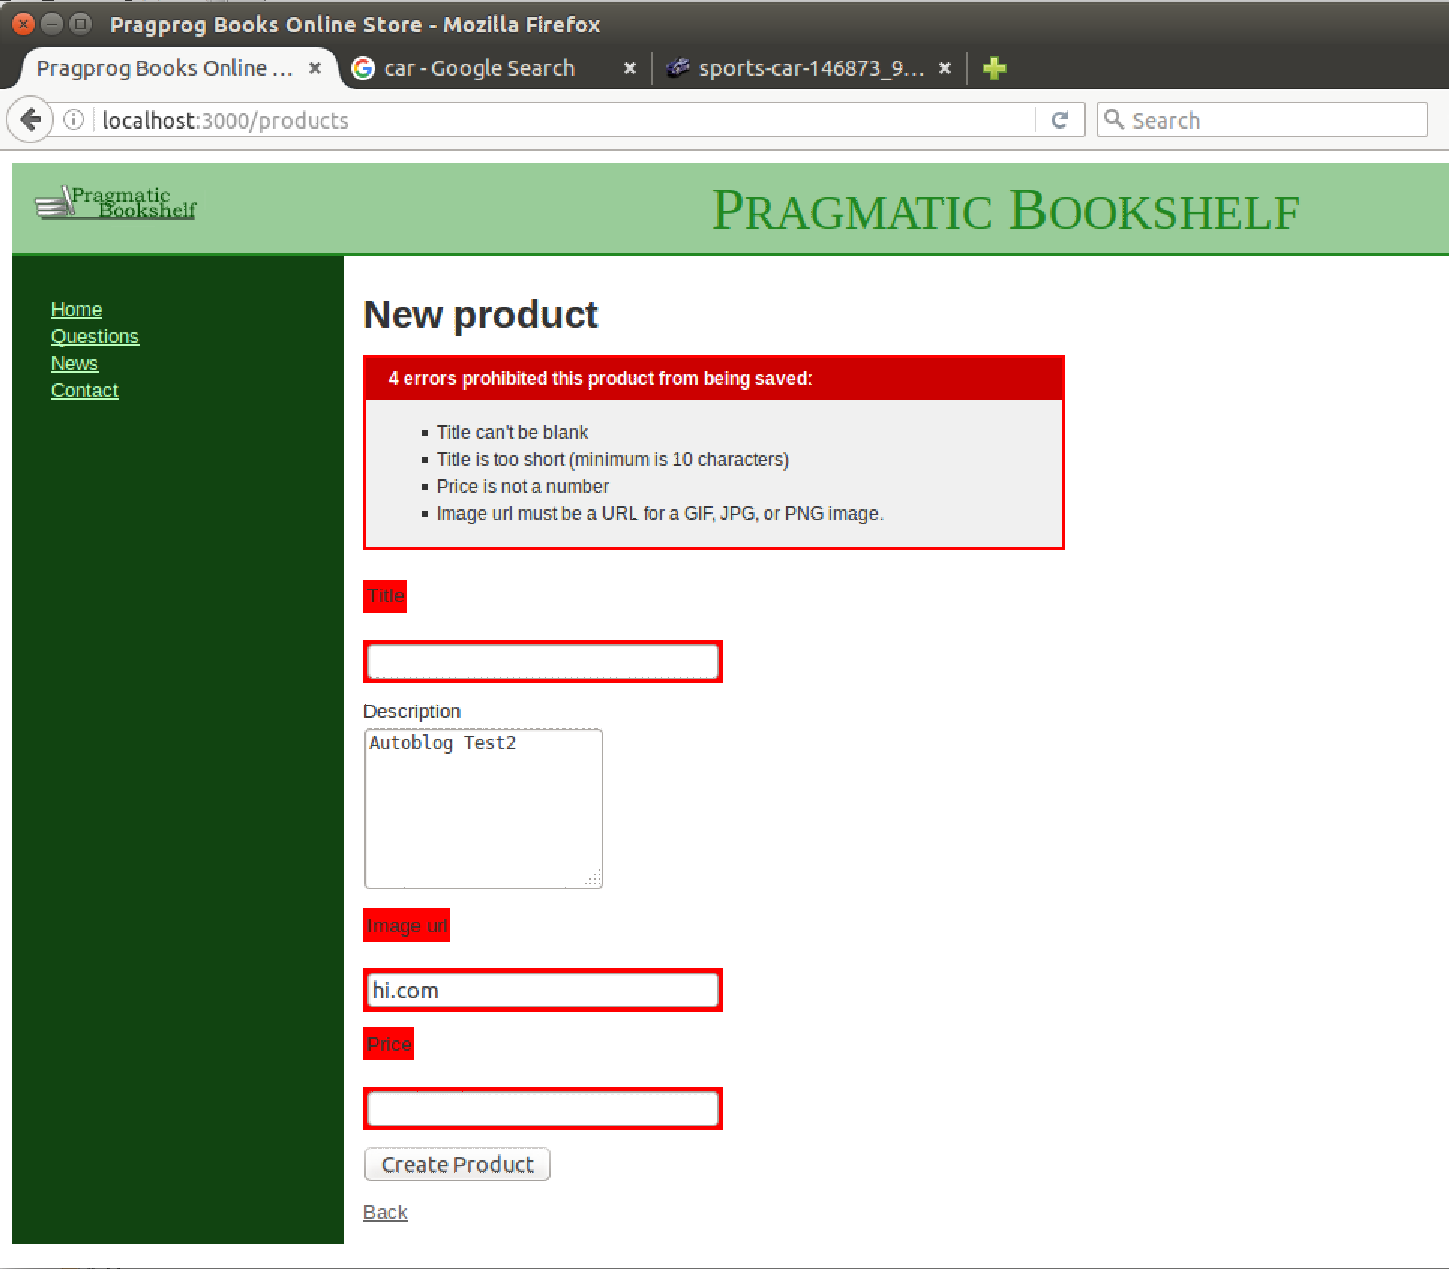 Pragprog Books Online Store - Mozilla Firefox
Pragprog Books Online ... car - Google Search sports-car-146873_9...
localhost:3000/products Search
Pragmatic
Bookshelf
PRAGMATIC BOOKSHELF
Home
Questions
News
Contact
New product
4 errors prohibited this product from being saved:
Title can't be blank
Title is too short (minimum is 10 characters)
Price is not a number
Image url must be a URL for a GIF, JPG, or PNG image.
Title
Description
Autoblog Test2
Image url
hi.com
Price
Create Product
Back